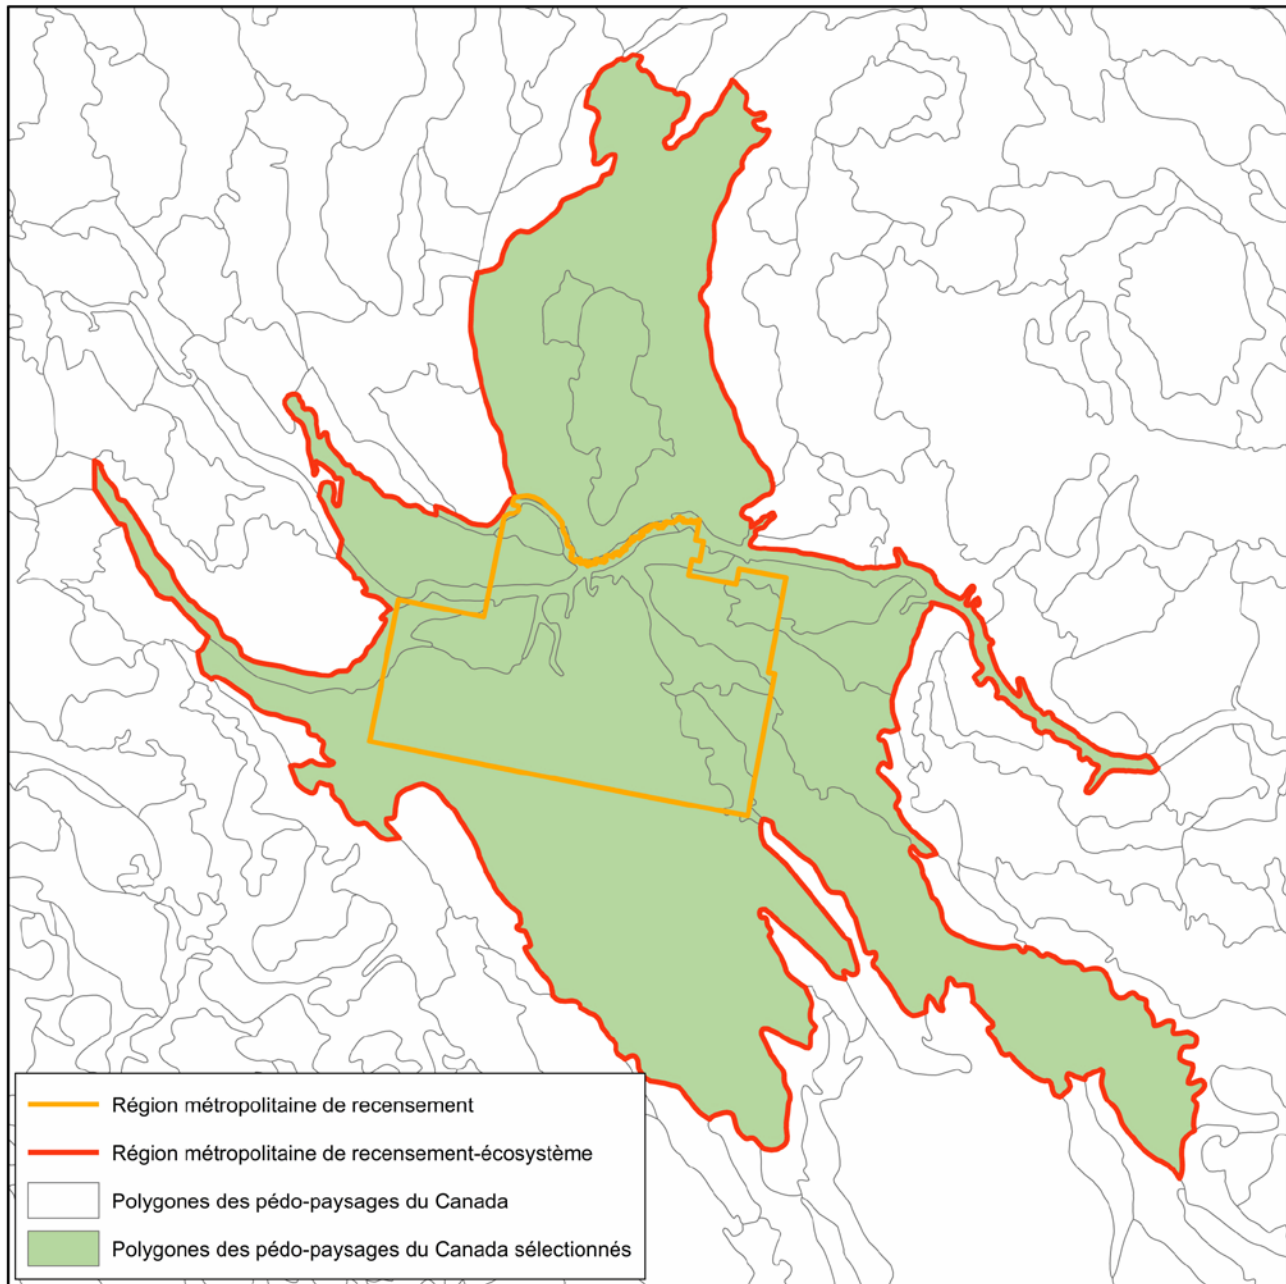 Région métropolitaine de recensement
Région métropolitaine de recensement-écosystème
Polygones des pédo-paysages du Canada
Polygones des pédo-paysages du Canada sélectionnés